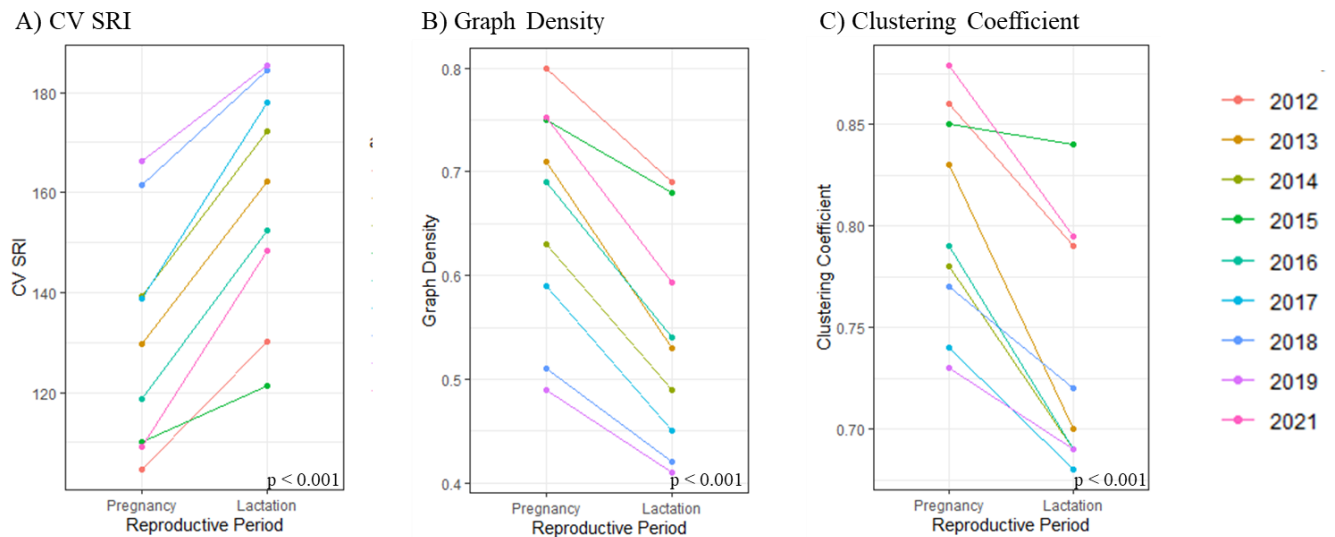 A) CV SRI
B) Graph Density
C) Clustering Coefficient
CV SRI
180
160
140
120
Pregnancy
Lactation
Reproductive Period
p < 0.001
a
Graph Density
0.8
0.7
0.6
0.5
0.4
Pregnancy
Lactation
Reproductive Period
p < 0.001
Clustering Coefficient
0.85
0.80
0.75
0.70
Pregnancy
Lactation
Reproductive Period
p < 0.001
2012
2013
2014
2015
2016
2017
2018
2019
2021